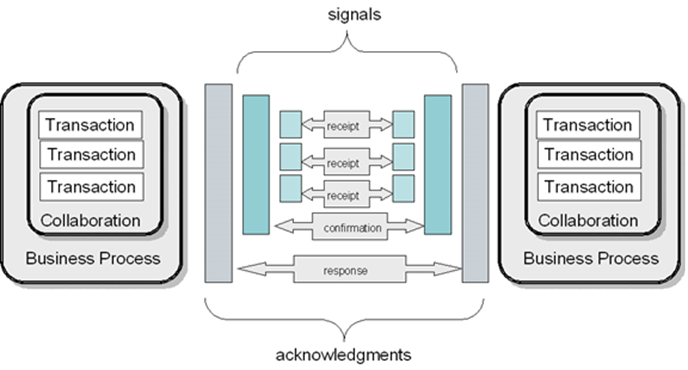 signals
Transaction
Transaction
Transaction
Collaboration
Business Process
receipt
receipt
receipt
confirmation
response
Transaction
Transaction
Transaction
Collaboration
Business Process
acknowledgments